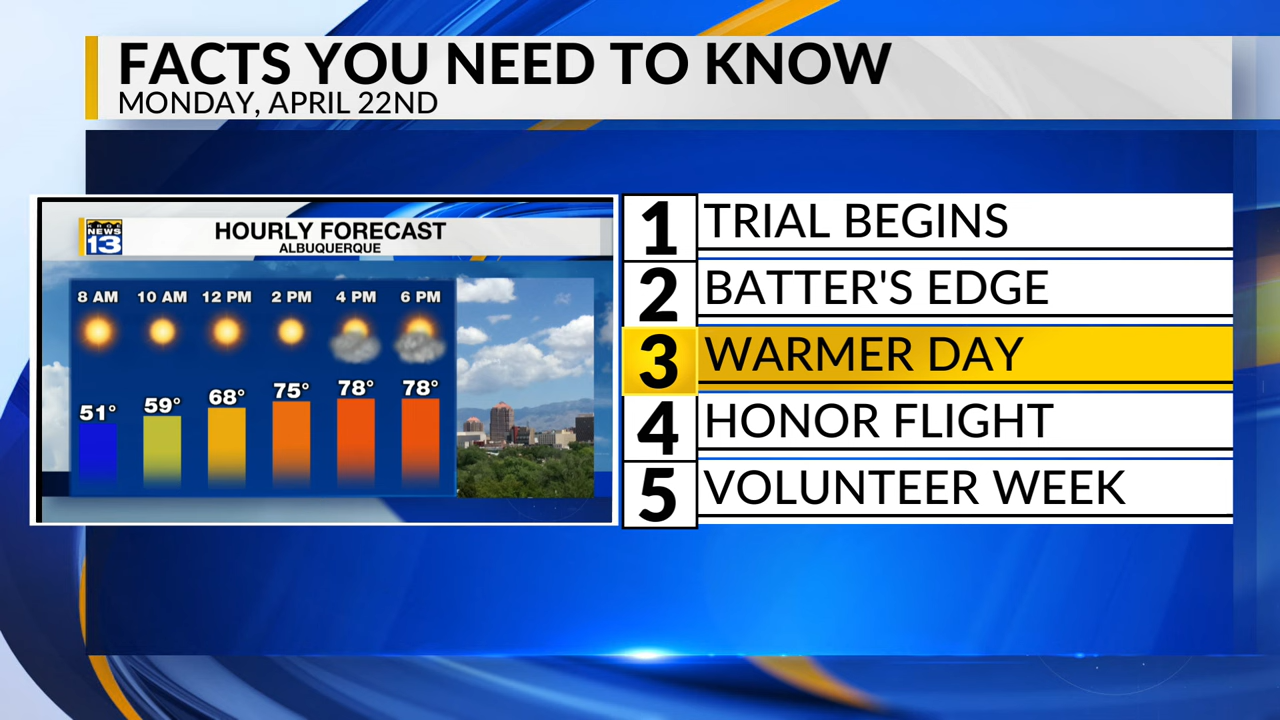 FACTS YOU NEED TO KNOW
MONDAY, APRIL 22ND
KRQE
NEWS
13
HOURLY FORECAST
ALBUQUERQUE
8 AM 10 AM 12 PM 2 PM 4 PM 6 PM
51° 59° 68° 75° 78° 78°
1 TRIAL BEGINS
2 BATTER'S EDGE
3 WARMER DAY
4 HONOR FLIGHT
5 VOLUNTEER WEEK